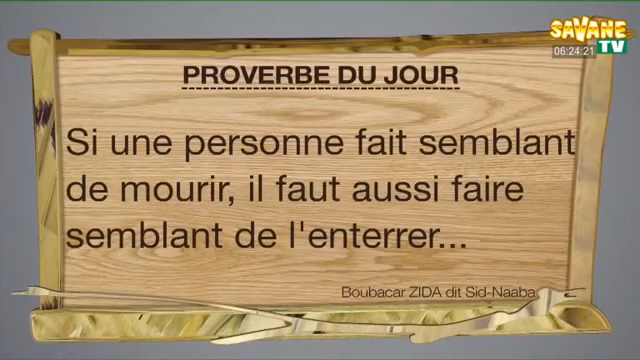 SAVANE
TV
06:24:21
PROVERBE DU JOUR
Si une personne fait semblant
de mourir, il faut aussi faire
semblant de l'enterrer...
Boubacar ZIDA dit Sid-Naaba